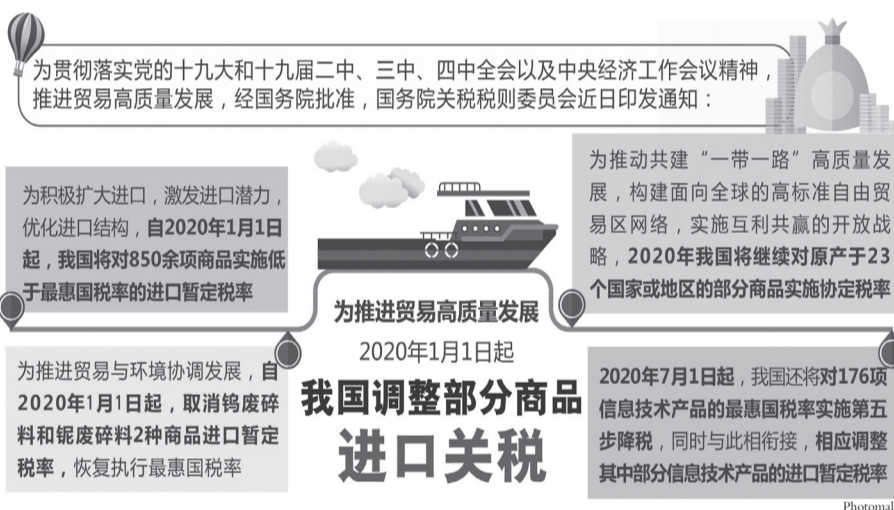 为贯彻落实党的十九大和十九届二中、三中、四中全会以及中央经济工作会议精神，
推进贸易高质量发展，经国务院批准，国务院关税税则委员会近日印发通知：
为积极扩大进口，激发进口潜力，
优化进口结构，自2020年1月1日
起，我国将对850余项商品实施低
于最惠国税率的进口暂定税率
为推动共建“一带一路”高质量发
展，构建面向全球的高标准自由贸
易区网络，实施互利共赢的开放战
略，2020年我国将继续对原产于23
个国家或地区的部分商品实施协定税率
为推进贸易高质量发展
2020年1月1日起
我国调整部分商品
进口关税
为推进贸易与环境协调发展，自
2020年1月1日起，取消钨废碎
料和铌废碎料2种商品进口暂定
税率，恢复执行最惠国税率
2020年7月1日起，我国还将对176项
信息技术产品的最惠国税率实施第五
步降税，同时与此相衔接，相应调整
其中部分信息技术产品的进口暂定税率
Photomal